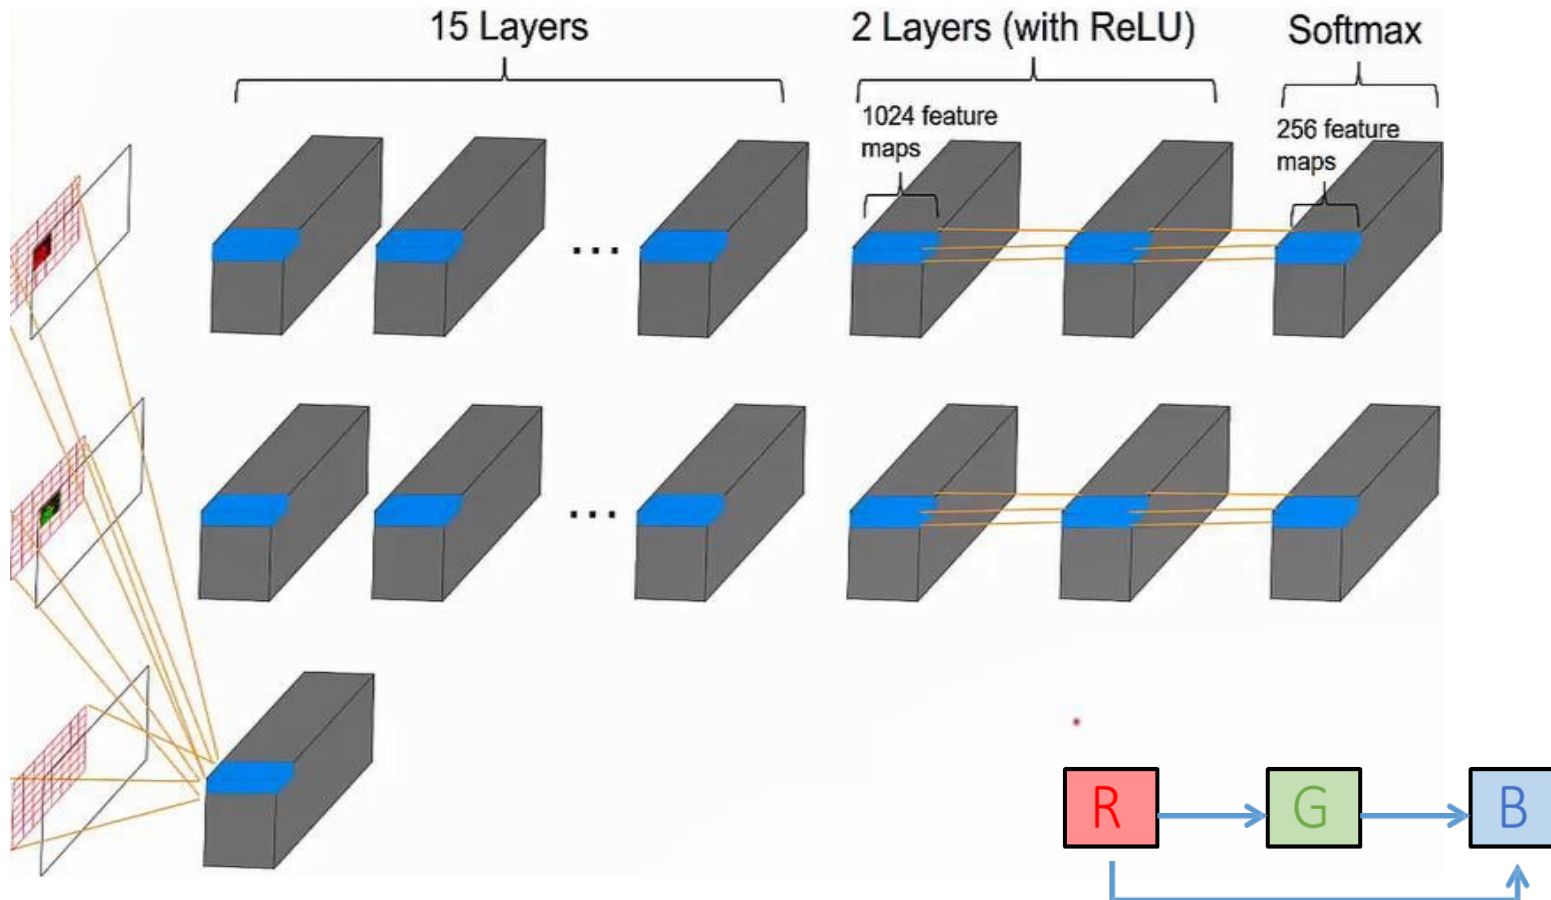 15 Layers
2 Layers (with ReLU)
Softmax
1024 feature
maps
256 feature
maps
...
...
R
G
B